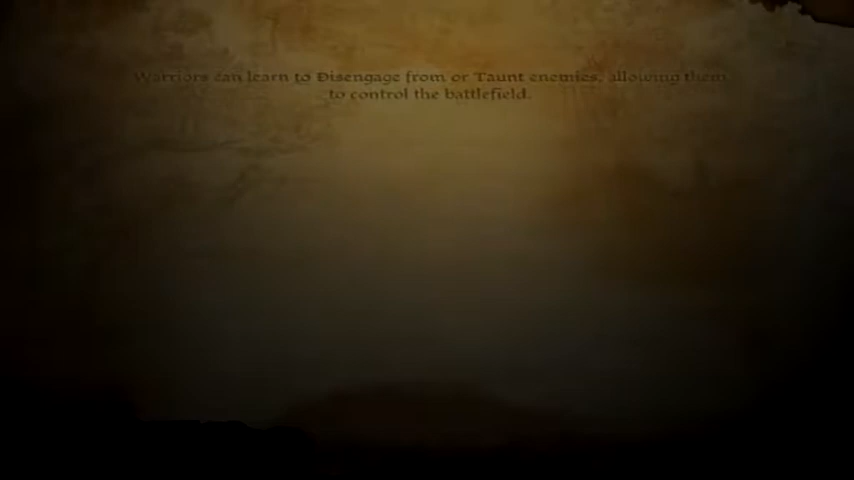 Warriors can learn to Disengage from or Taunt enemies, allowing them
to control the battlefield.